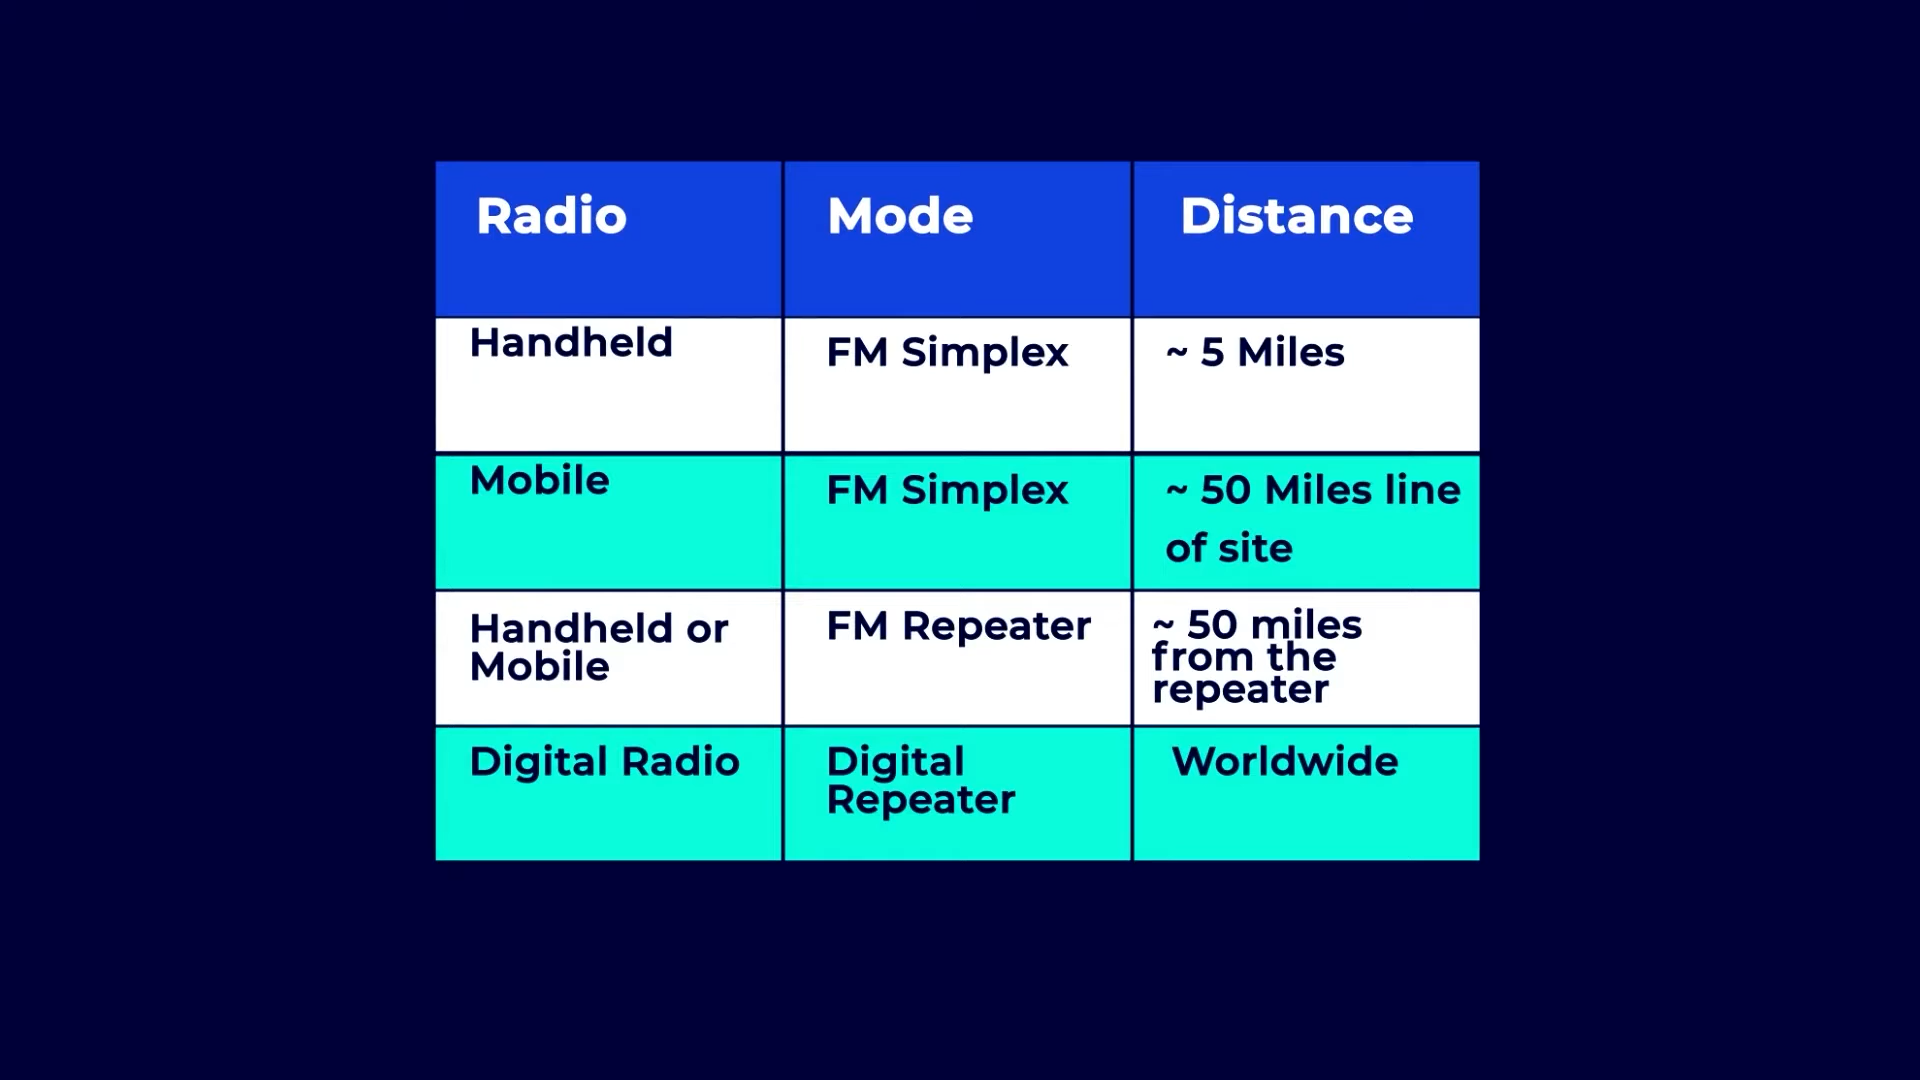 Radio Mode Distance
Handheld FM Simplex ~ 5 Miles
Mobile FM Simplex ~ 50 Miles line
of site
Handheld or FM Repeater ~ 50 miles
Mobile from the
repeater
Digital Radio Digital Worldwide
Repeater